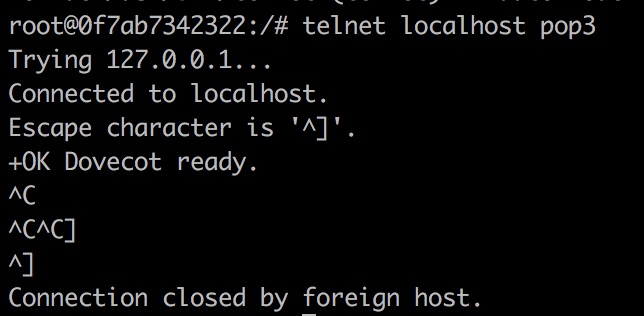 root@0f7ab7342322:/# telnet localhost pop3
Trying 127.0.0.1...
Connected to localhost.
Escape character is '^]'.
+OK Dovecot ready.
^C
^C^C]
^]
Connection closed by foreign host.